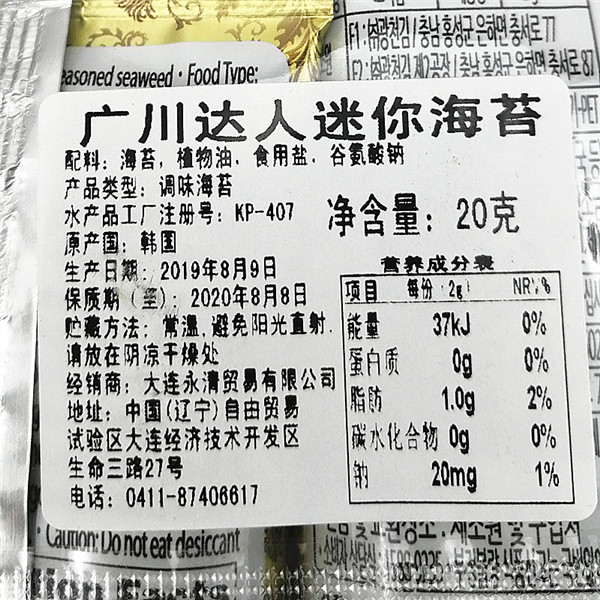 easoned seaweed · Food Type:
F1 : ㈜광천김 / 충남 홍성군 은하면 충서로 77
F2 : ㈜광천김 제2공장 / 충남 홍성군 은하면 충서로 87
广川达人迷你海苔
配料：海苔，植物油，食用盐，谷氨酸钠
产品类型：调味海苔
水产品工厂注册号：KP-407
净含量：20克
原产国：韩国
生产日期：2019年8月9日
保质期（至）：2020年8月8日
贮藏方法：常温，避免阳光直射，
请放在阴凉干燥处
经销商：大连永清贸易有限公司
地址：中国(辽宁)自由贸易
试验区大连经济技术开发区
生命三路27号
电话：0411-87406617
营养成分表
项目 每份（2g） NRV%
能量 37kJ 0%
蛋白质 0g 0%
脂肪 1.0g 2%
碳水化合物 0g 0%
钠 20mg 1%
· Caution: Do not eat desiccant